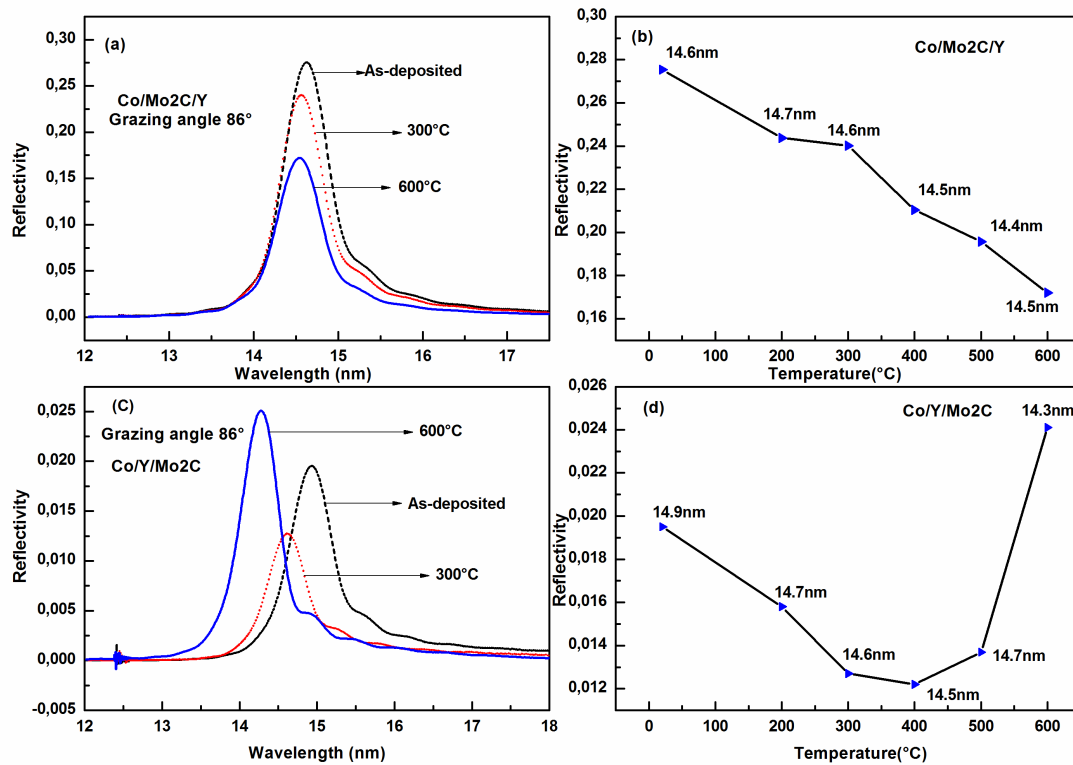 (a)
Co/Mo2C/Y
Grazing angle 86°
As-deposited
300°C
600°C
0,30
0,25
0,20
0,15
0,10
0,05
0,00
Reflectivity
12 13 14 15 16 17
Wavelength (nm)
(b)
Co/Mo2C/Y
14.6nm
14.7nm
14.6nm
14.5nm
14.4nm
14.5nm
0,32
0,28
0,24
0,20
0,16
Reflectivity
0 100 200 300 400 500 600
Temperature(°C)
(C)
Grazing angle 86°
Co/Y/Mo2C
600°C
As-deposited
300°C
0,025
0,020
0,015
0,010
0,005
0,000
-0,005
Reflectivity
12 13 14 15 16 17 18
Wavelength (nm)
(d)
Co/Y/Mo2C
14.3nm
14.9nm
14.7nm
14.6nm
14.5nm
14.7nm
0,026
0,024
0,022
0,020
0,018
0,016
0,014
0,012
Reflectivity
0 100 200 300 400 500 600
Temperature(°C)